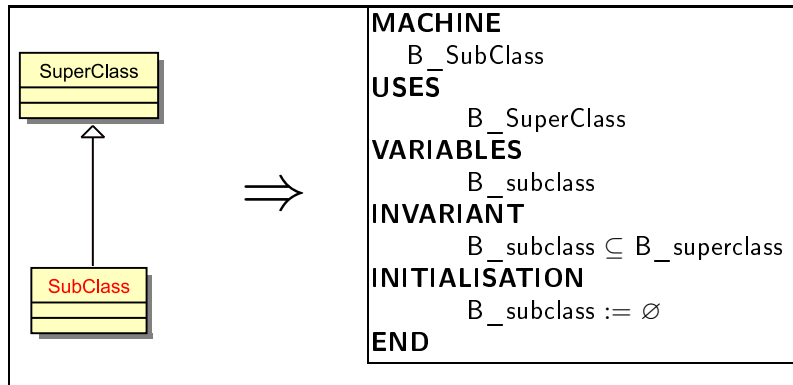 SuperClass
SubClass
⇒
MACHINE
B_SubClass
USES
B_SuperClass
VARIABLES
B_subclass
INVARIANT
B_subclass ⊆ B_superclass
INITIALISATION
B_subclass := ∅
END